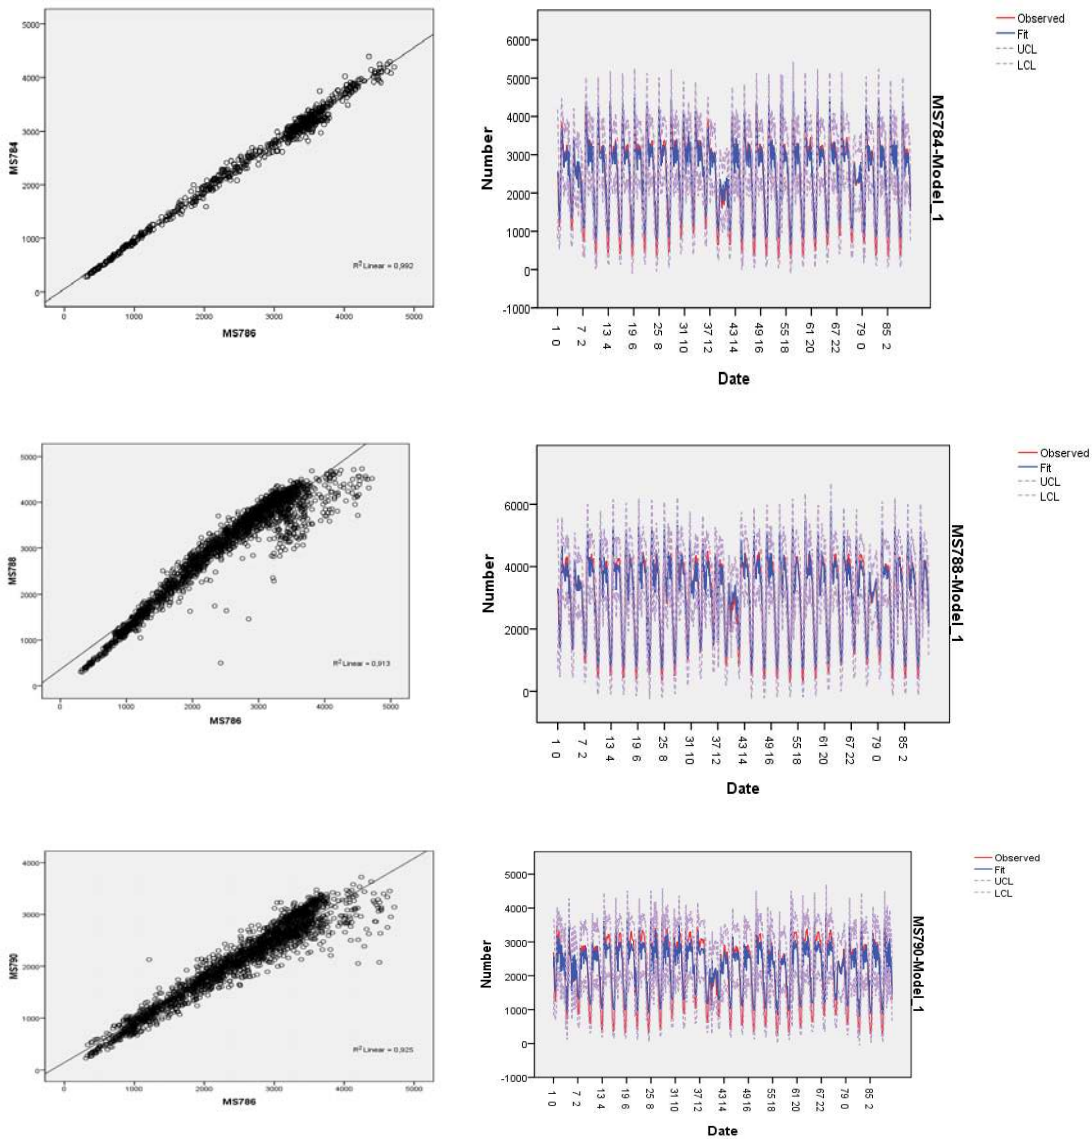 5000
4000
3000
2000
1000
0
MS784
R² Linear = 0,992
0 1000 2000 3000 4000 5000
MS786
6000
5000
4000
3000
2000
1000
0
-1000
Number
1 0 7 2 13 4 19 6 25 8 31 10 37 12 43 14 49 16 55 18 61 20 67 22 79 0 85 2
Date
MS784-Model_1
Observed
Fit
UCL
LCL
5000
4000
3000
2000
1000
0
MS788
R² Linear = 0,913
0 1000 2000 3000 4000 5000
MS786
6000
4000
2000
0
Number
1 0 7 2 13 4 19 6 25 8 31 10 37 12 43 14 49 16 55 18 61 20 67 22 79 0 85 2
Date
MS788-Model_1
Observed
Fit
UCL
LCL
4000
3000
2000
1000
0
MS790
R² Linear = 0,925
0 1000 2000 3000 4000 5000
MS786
5000
4000
3000
2000
1000
0
-1000
Number
1 0 7 2 13 4 19 6 25 8 31 10 37 12 43 14 49 16 55 18 61 20 67 22 79 0 85 2
Date
MS790-Model_1
Observed
Fit
UCL
LCL